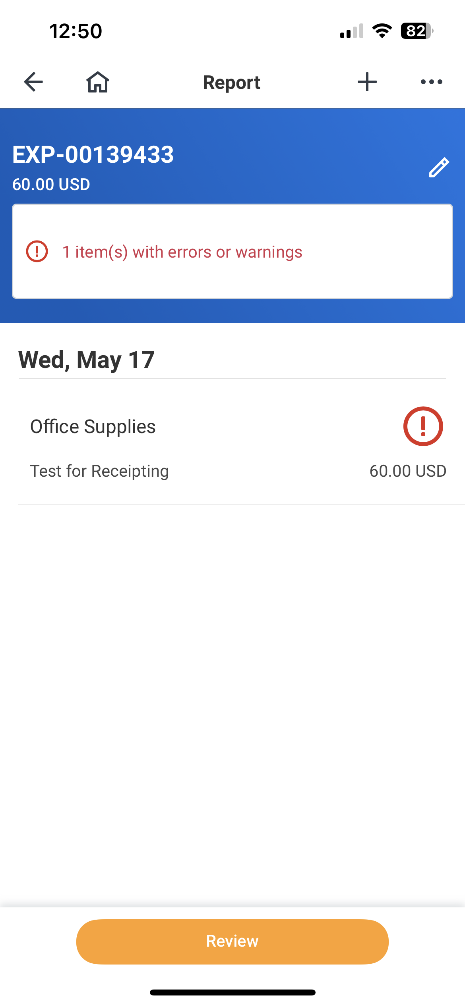 12:50
82
Report
EXP-00139433
60.00 USD
1 item(s) with errors or warnings
Wed, May 17
Office Supplies
Test for Receipting 60.00 USD
Review